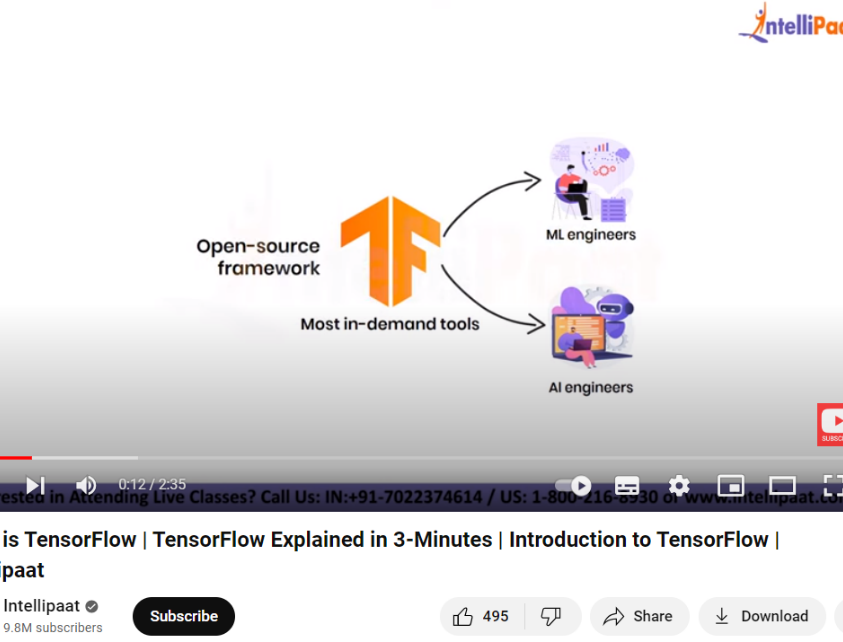 ntelliPaa
Open-source
framework
Most in-demand tools
ML engineers
AI engineers
SUBSC
0:12 / 2:35
ested in Attending Live Classes? Call Us: IN:+91-7022374614 / US: 1-800-216-8930 or www.intellipaat.co
is TensorFlow | TensorFlow Explained in 3-Minutes | Introduction to TensorFlow |
ipaat
Intellipaat
9.8M subscribers
Subscribe
495
Share
Download